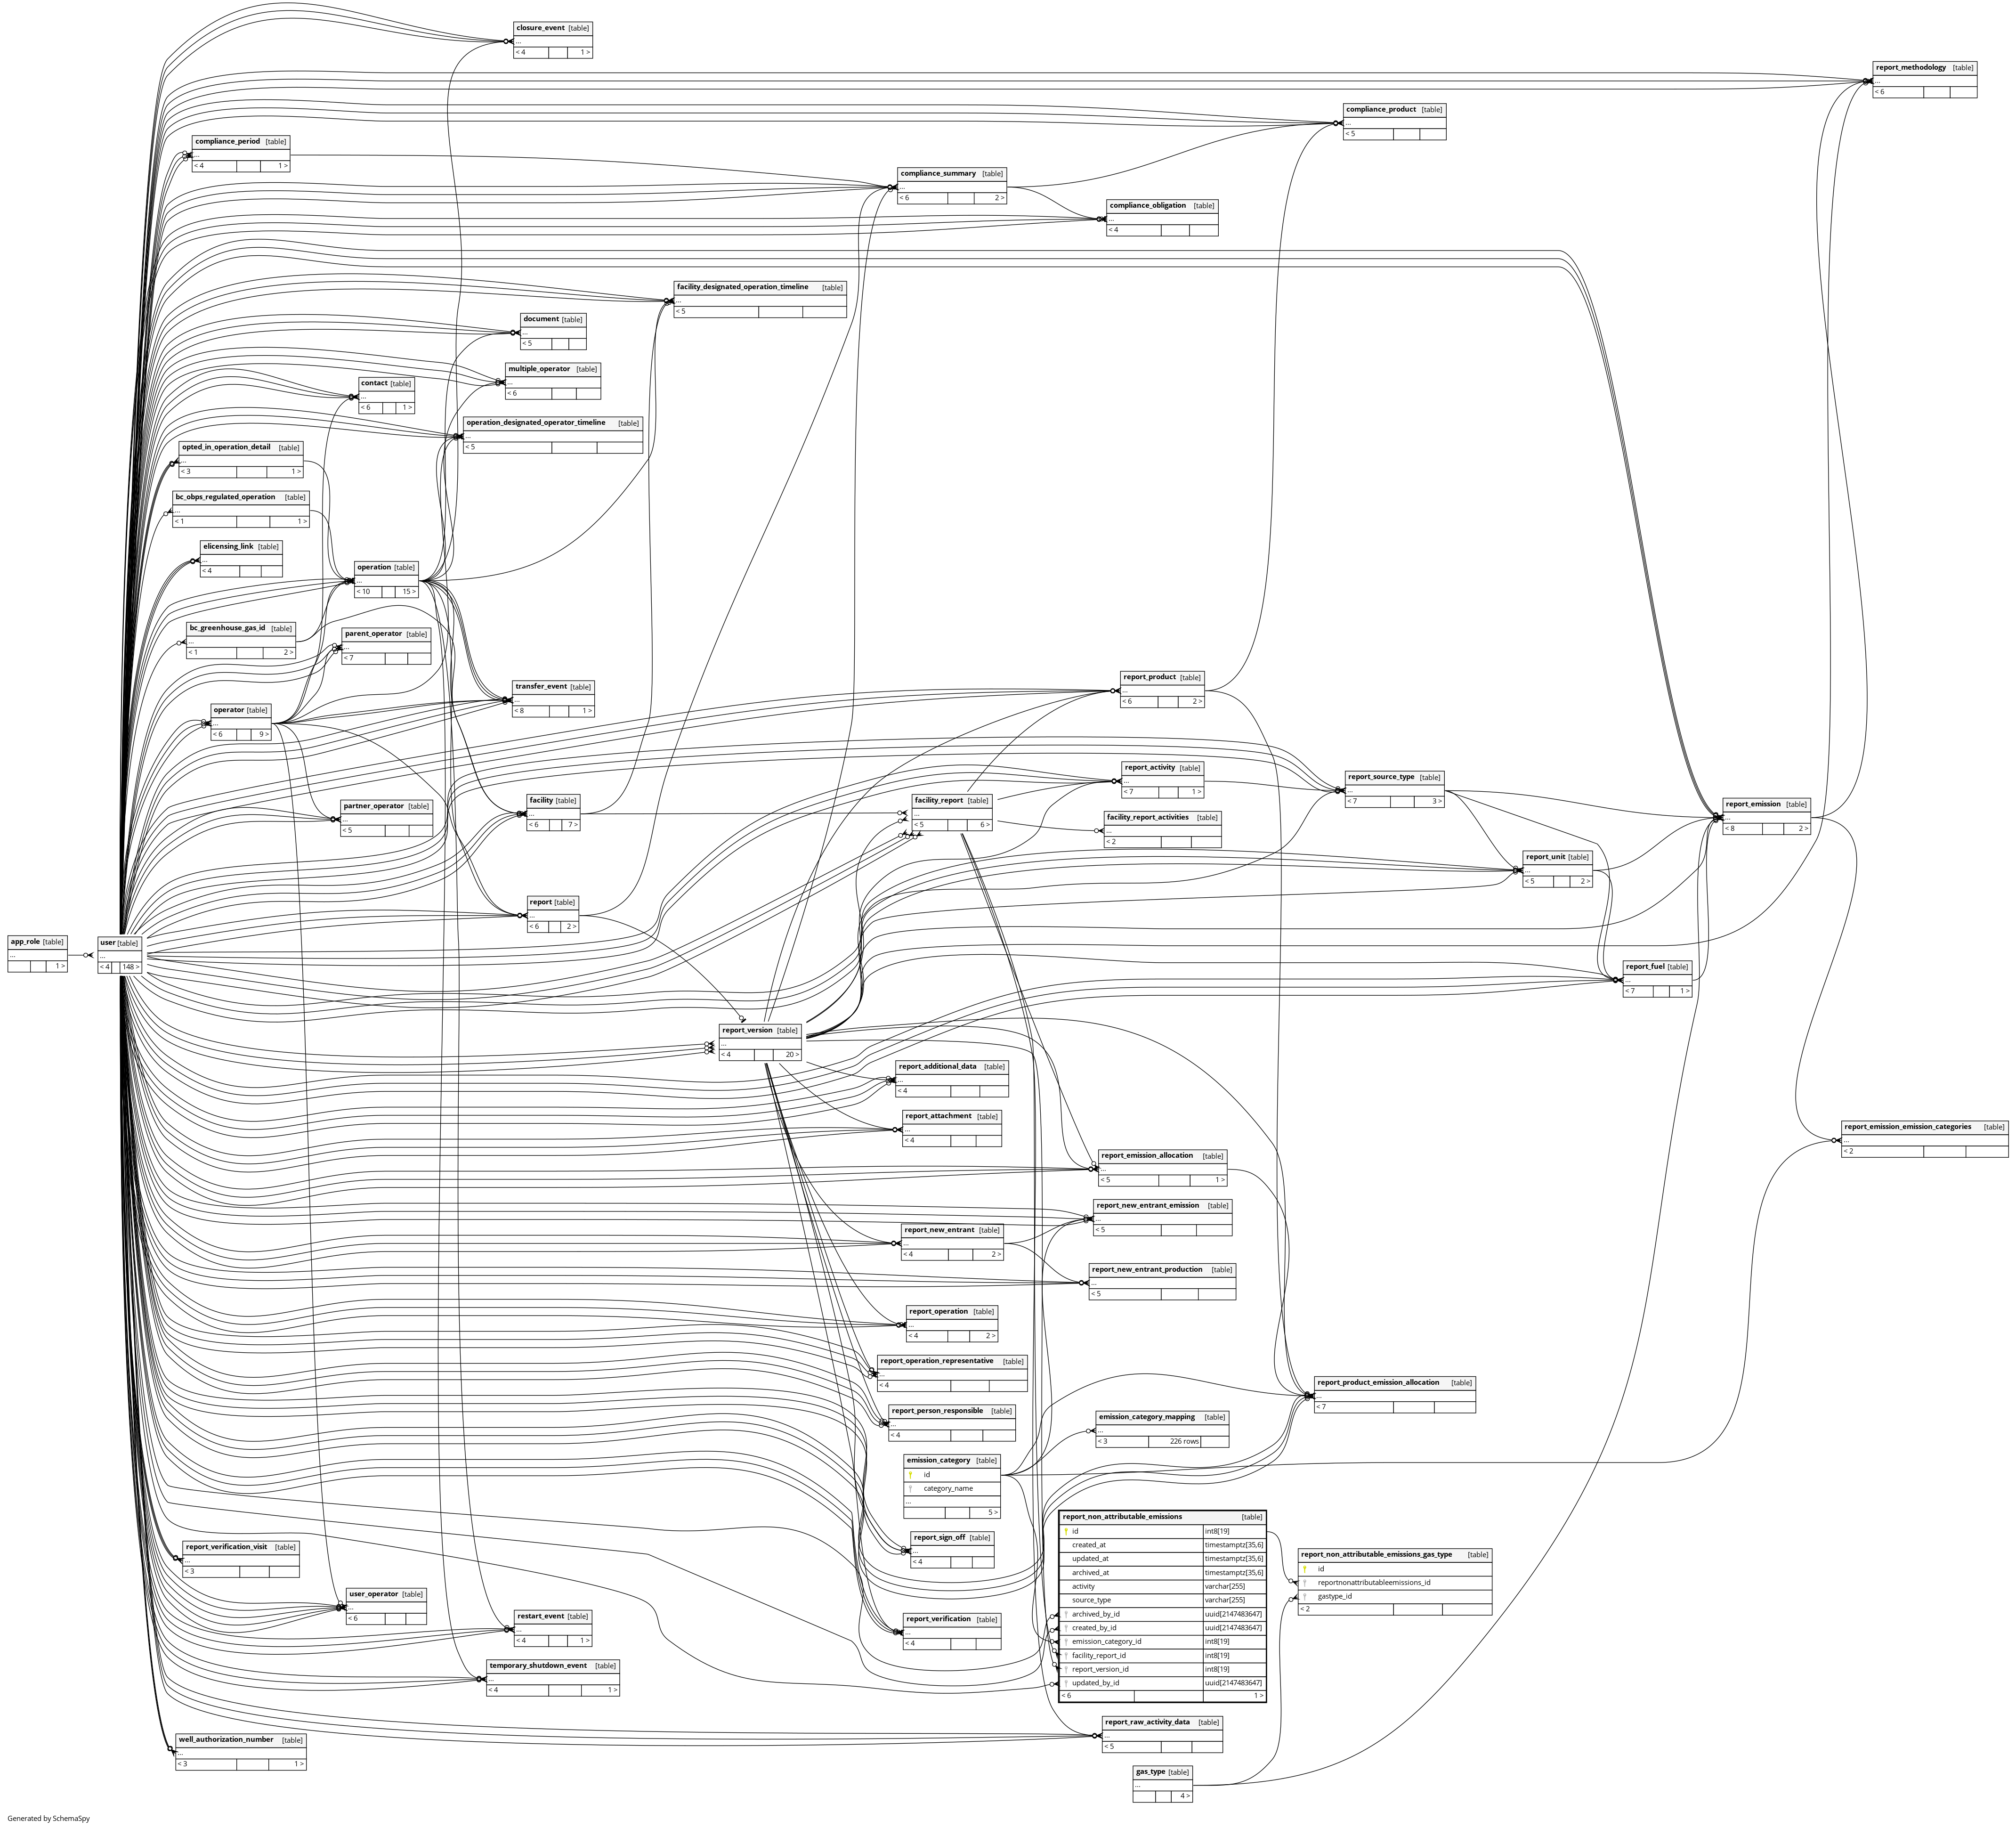 closure_event [table]
...
< 4 1 >
report_methodology [table]
...
< 6
compliance_product [table]
...
< 5
compliance_period [table]
...
< 4 1 >
compliance_summary [table]
...
< 6 2 >
compliance_obligation [table]
...
< 4
facility_designated_operation_timeline [table]
...
< 5
document [table]
...
< 5
multiple_operator [table]
...
< 6
contact [table]
...
< 6 1 >
operation_designated_operator_timeline [table]
...
< 5
opted_in_operation_detail [table]
...
< 3 1 >
bc_obps_regulated_operation [table]
...
< 1 1 >
elicensing_link [table]
...
< 4
operation [table]
...
< 10 15 >
bc_greenhouse_gas_id [table]
...
< 1 2 >
parent_operator [table]
...
< 7
report_product [table]
...
< 6 2 >
transfer_event [table]
...
< 8 1 >
operator [table]
...
< 6 9 >
report_activity [table]
...
< 7 1 >
report_source_type [table]
...
< 7 3 >
partner_operator [table]
...
< 5
facility [table]
...
< 6 7 >
facility_report [table]
...
< 5 6 >
facility_report_activities [table]
...
< 2
report_emission [table]
...
< 8 2 >
report_unit [table]
...
< 5 2 >
report [table]
...
< 6 2 >
app_role [table]
...
1 >
user [table]
...
< 4 148 >
report_fuel [table]
...
< 7 1 >
report_version [table]
...
< 4 20 >
report_additional_data [table]
...
< 4
report_attachment [table]
...
< 4
report_emission_emission_categories [table]
...
< 2
report_emission_allocation [table]
...
< 5 1 >
report_new_entrant_emission [table]
...
< 5
report_new_entrant [table]
...
< 4 2 >
report_new_entrant_production [table]
...
< 5
report_operation [table]
...
< 4 2 >
report_operation_representative [table]
...
< 4
report_product_emission_allocation [table]
...
< 7
report_person_responsible [table]
...
< 4
emission_category_mapping [table]
...
< 3 226 rows
emission_category [table]
id
category_name
...
5 >
report_non_attributable_emissions [table]
id int8[19]
created_at timestamptz[35,6]
updated_at timestamptz[35,6]
archived_at timestamptz[35,6]
activity varchar[255]
source_type varchar[255]
archived_by_id uuid[2147483647]
created_by_id uuid[2147483647]
emission_category_id int8[19]
facility_report_id int8[19]
report_version_id int8[19]
updated_by_id uuid[2147483647]
< 6 1 >
report_sign_off [table]
...
< 4
report_verification_visit [table]
...
< 3
report_non_attributable_emissions_gas_type [table]
id
reportnonattributableemissions_id
gastype_id
< 2
user_operator [table]
...
< 6
restart_event [table]
...
< 4 1 >
report_verification [table]
...
< 4
temporary_shutdown_event [table]
...
< 4 1 >
report_raw_activity_data [table]
...
< 5
well_authorization_number [table]
...
< 3 1 >
gas_type [table]
...
4 >
Generated by SchemaSpy